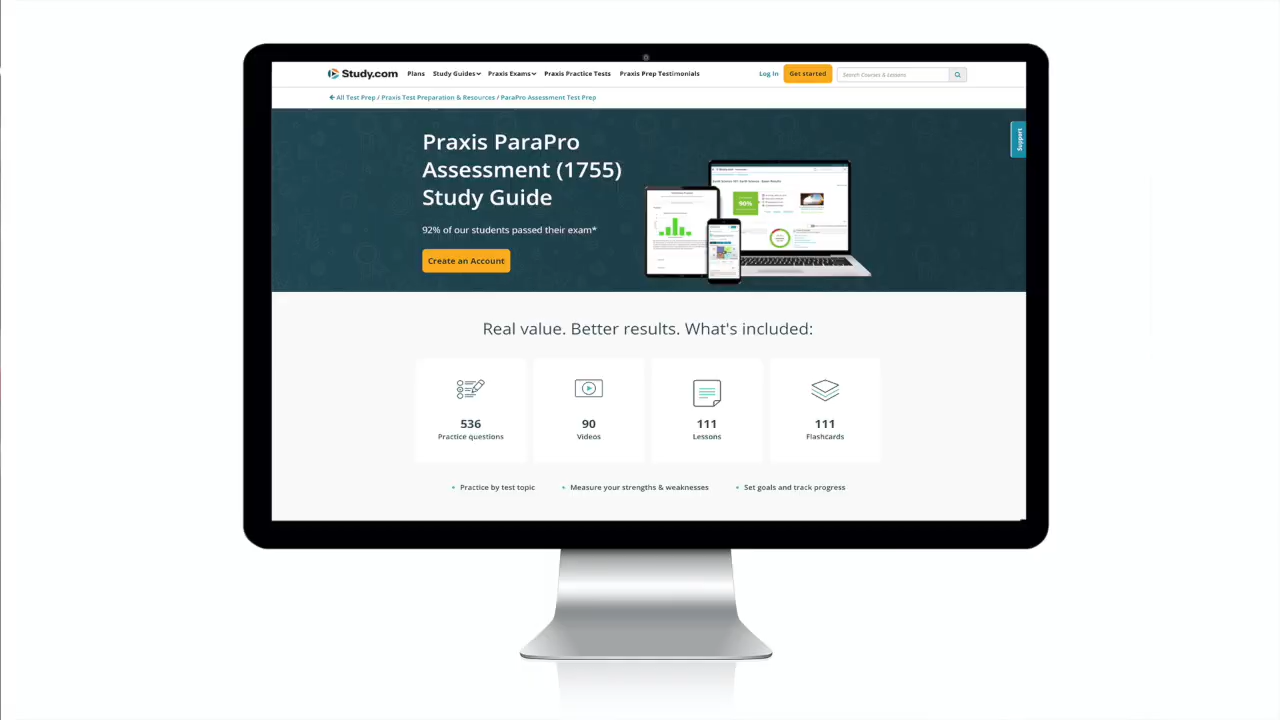 Study.com Plans Study Guides Praxis Exams Praxis Practice Tests Praxis Prep Testimonials Log In Get started Search Courses & Lessons
All Test Prep / Praxis Test Preparation & Resources / ParaPro Assessment Test Prep
Support
Praxis ParaPro
Assessment (1755)
Study Guide
92% of our students passed their exam*
Create an Account
90%
Real value. Better results. What's included:
536 90 111 111
Practice questions Videos Lessons Flashcards
• Practice by test topic • Measure your strengths & weaknesses • Set goals and track progress